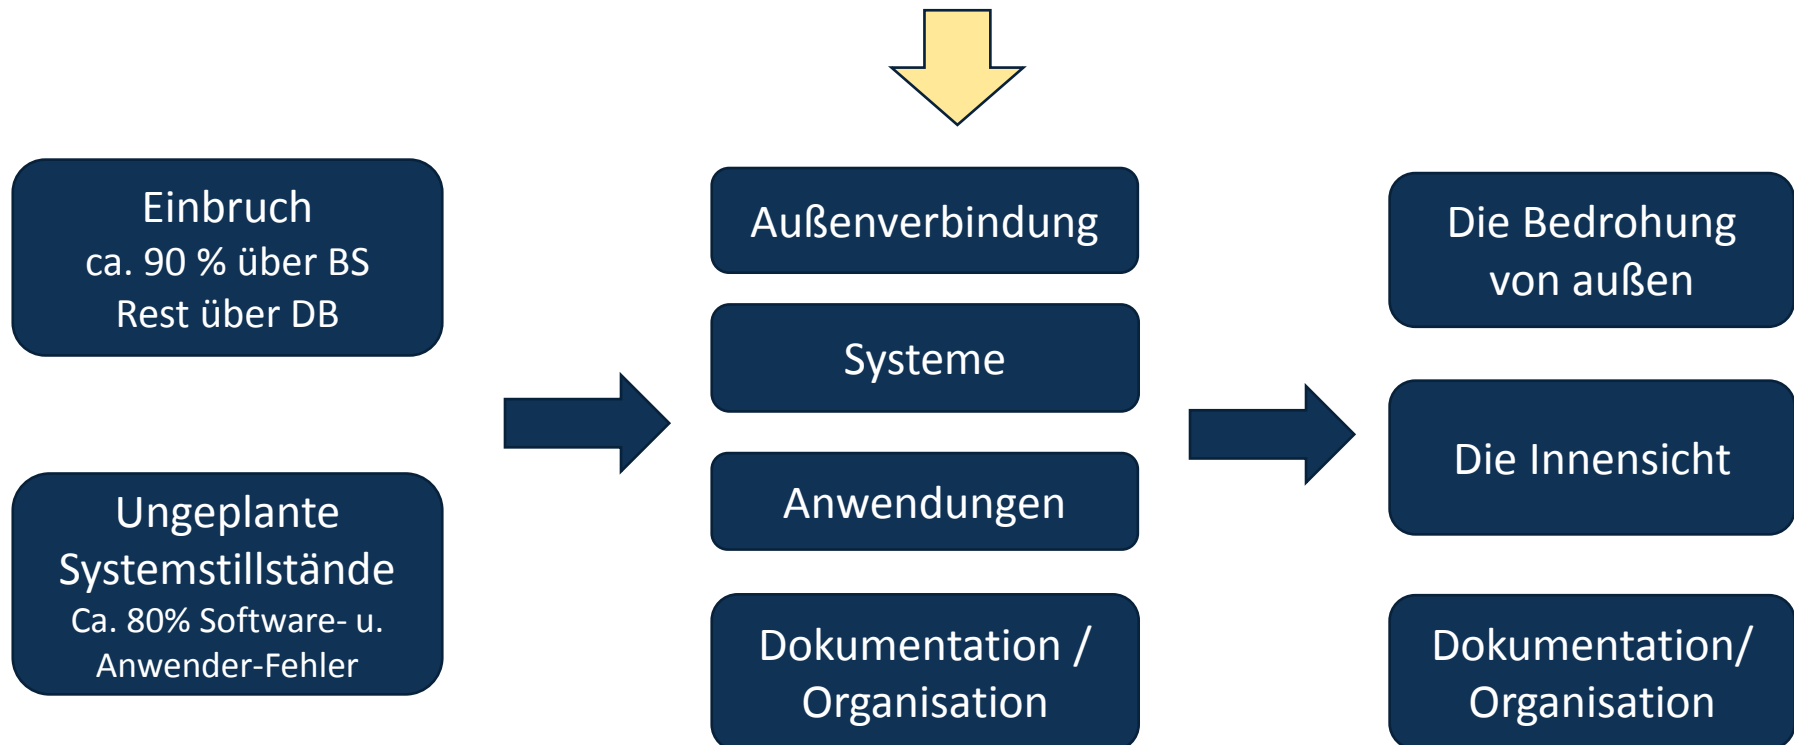 Einbruch
ca. 90 % über BS
Rest über DB
Ungeplante
Systemstillstände
Ca. 80% Software- u.
Anwender-Fehler
Außenverbindung
Systeme
Anwendungen
Dokumentation /
Organisation
Die Bedrohung
von außen
Die Innensicht
Dokumentation/
Organisation